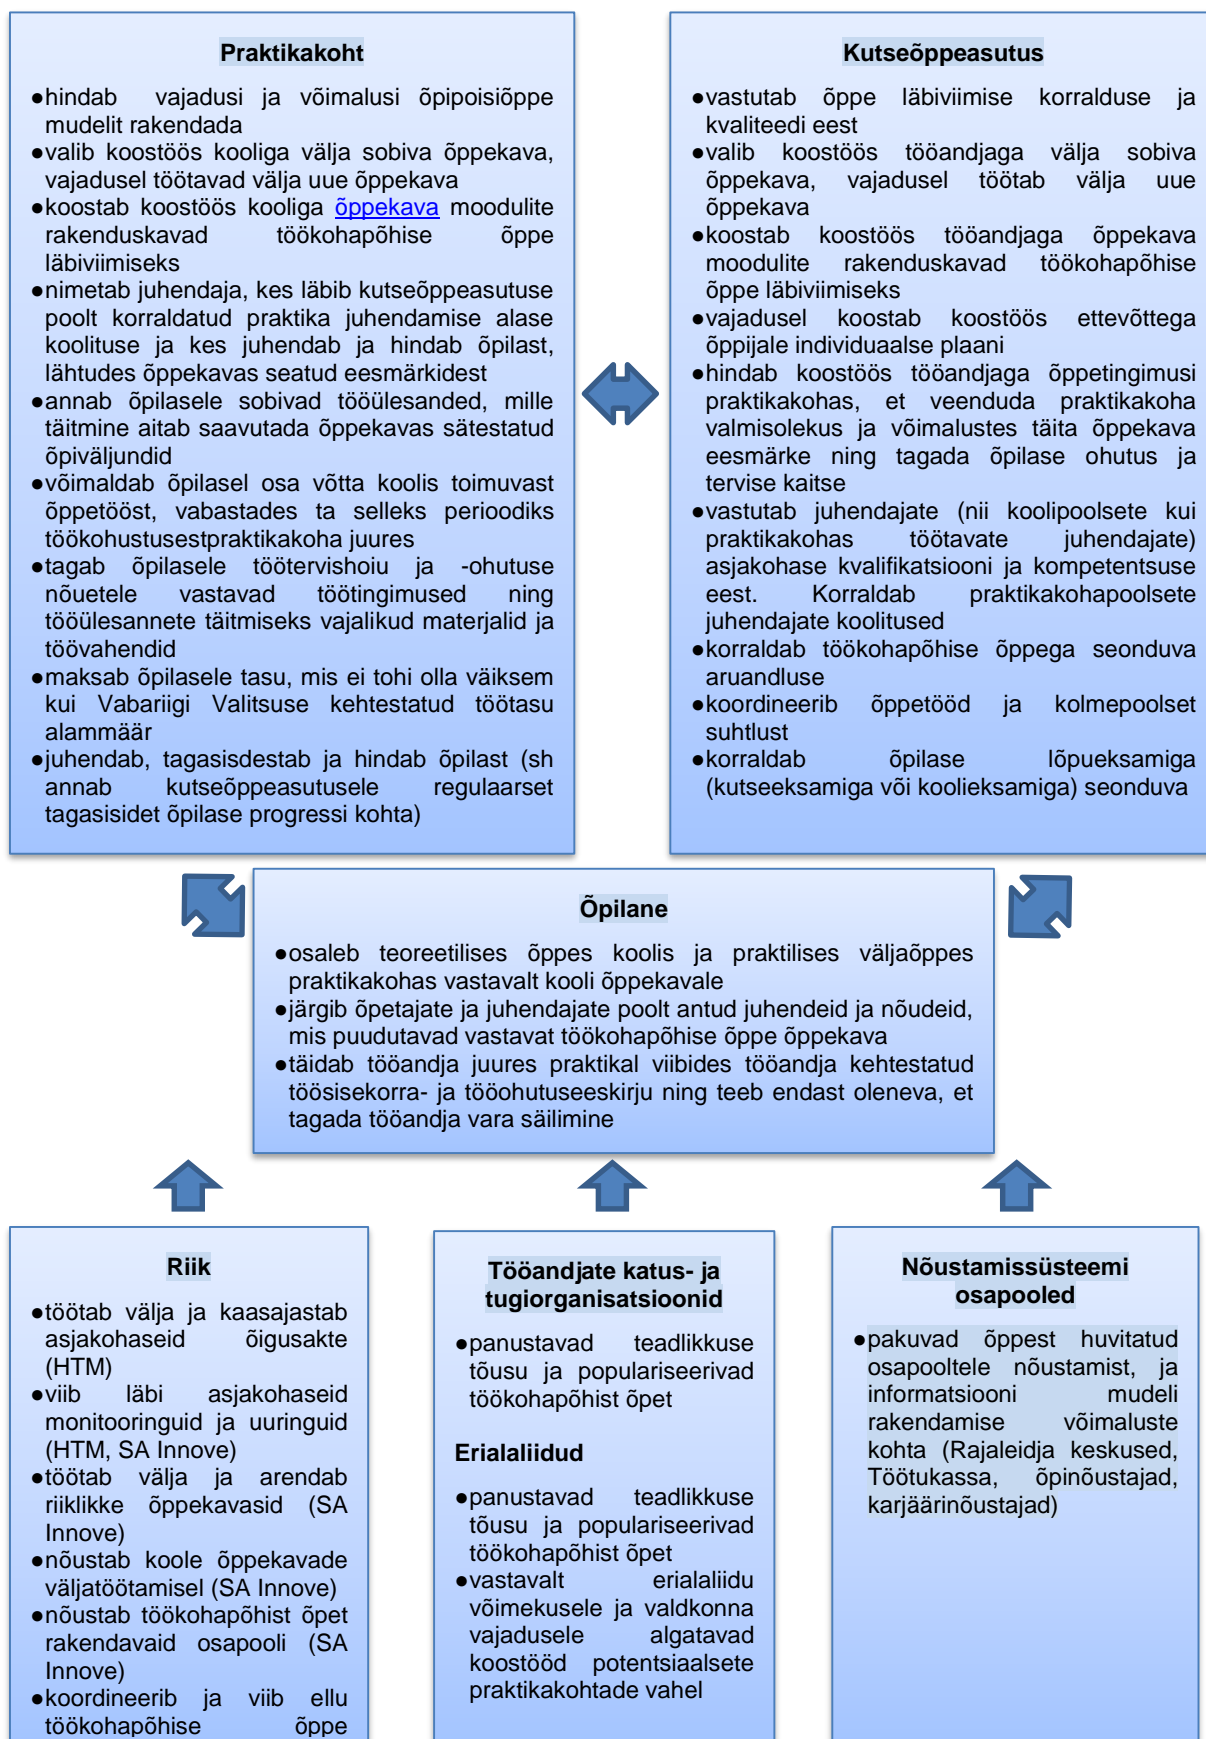 Praktikakoht
●hindab vajadusi ja võimalusi õpipoisiõppe
mudelit rakendada
●valib koostöös kooliga välja sobiva õppekava,
vajadusel töötavad välja uue õppekava
●koostab koostöös kooliga õppekava moodulite
rakenduskavad töökohapõhise õppe
läbiviimiseks
●nimetab juhendaja, kes läbib kutseõppeasutuse
poolt korraldatud praktika juhendamise alase
koolituse ja kes juhendab ja hindab õpilast,
lähtudes õppekavas seatud eesmärkidest
●annab õpilasele sobivad tööülesanded, mille
täitmine aitab saavutada õppekavas sätestatud
õpiväljundid
●võimaldab õpilasel osa võtta koolis toimuvast
õppetööst, vabastades ta selleks perioodiks
töökohustusestpraktikakoha juures
●tagab õpilasele töötervishoiu ja -ohutuse
nõuetele vastavad töötingimused ning
tööülesannete täitmiseks vajalikud materjalid ja
töövahendid
●maksab õpilasele tasu, mis ei tohi olla väiksem
kui Vabariigi Valitsuse kehtestatud töötasu
alammäär
●juhendab, tagasisdestab ja hindab õpilast (sh
annab kutseõppeasutusele regulaarset
tagasisidet õpilase progressi kohta)
Kutseõppeasutus
●vastutab õppe läbiviimise korralduse ja
kvaliteedi eest
●valib koostöös tööandjaga välja sobiva
õppekava, vajadusel töötab välja uue
õppekava
●koostab koostöös tööandjaga õppekava
moodulite rakenduskavad töökohapõhise
õppe läbiviimiseks
●vajadusel koostab koostöös ettevõttega
õppijale individuaalse plaani
●hindab koostöös tööandjaga õppetingimusi
praktikakohas, et veenduda praktikakoha
valmisolekus ja võimalustes täita õppekava
eesmärke ning tagada õpilase ohutus ja
tervise kaitse
●vastutab juhendajate (nii koolipoolsete kui
praktikakohas töötavate juhendajate)
asjakohase kvalifikatsiooni ja kompetentsuse
eest. Korraldab praktikakohapoolsete
juhendajate koolitused
●korraldab töökohapõhise õppega seonduva
aruandluse
●koordineerib õppetööd ja kolmepoolset
suhtlust
●korraldab õpilase lõpueksamiga
(kutseeksamiga või koolieksamiga) seonduva
Õpilane
●osaleb teoreetilises õppes koolis ja praktilises väljaõppes
praktikakohas vastavalt kooli õppekavale
●järgib õpetajate ja juhendajate poolt antud juhendeid ja nõudeid,
mis puudutavad vastavat töökohapõhise õppe õppekava
●täidab tööandja juures praktikal viibides tööandja kehtestatud
töösisekorra- ja tööohutuseeskirju ning teeb endast oleneva, et
tagada tööandja vara säilimine
Riik
●töötab välja ja kaasajastab
asjakohaseid õigusakte
(HTM)
●viib läbi asjakohaseid
monitooringuid ja uuringuid
(HTM, SA Innove)
●töötab välja ja arendab
riiklikke õppekavasid (SA
Innove)
●nõustab koole õppekavade
väljatöötamisel (SA Innove)
●nõustab töökohapõhist õpet
rakendavaid osapooli (SA
Innove)
●koordineerib ja viib ellu
töökohapõhise õppe
Tööandjate katus- ja
tugiorganisatsioonid
●panustavad teadlikkuse
tõusu ja populariseerivad
töökohapõhist õpet
Erialaliidud
●panustavad teadlikkuse
tõusu ja populariseerivad
töökohapõhist õpet
●vastavalt erialaliidu
võimekusele ja valdkonna
vajadusele algatavad
koostööd potentsiaalsete
praktikakohtade vahel
Nõustamissüsteemi
osapooled
●pakuvad õppest huvitatud
osapooltele nõustamist, ja
informatsiooni mudeli
rakendamise võimaluste
kohta (Rajaleidja keskused,
Töötukassa, õpinõustajad,
karjäärinõustajad)